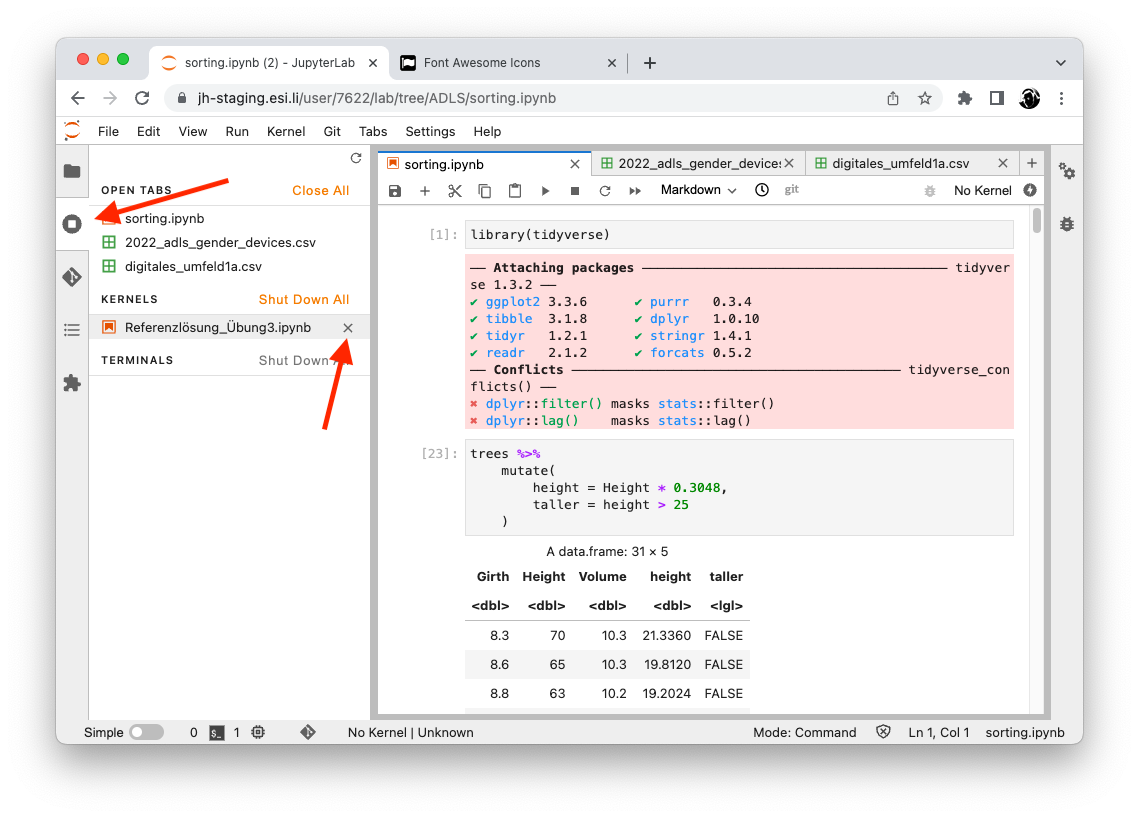 sorting.ipynb (2) - JupyterLab
Font Awesome Icons
jh-staging.esi.li/user/7622/lab/tree/ADLS/sorting.ipynb
File Edit View Run Kernel Git Tabs Settings Help
OPEN TABS Close All
sorting.ipynb
2022_adls_gender_devices.csv
digitales_umfeld1a.csv
KERNELS Shut Down All
Referenzlösung_Übung3.ipynb
TERMINALS Shut Down
sorting.ipynb 2022_adls_gender_devices digitales_umfeld1a.csv
Markdown git No Kernel
[1]: library(tidyverse)
── Attaching packages ─────────────────────────────────────── tidyver
se 1.3.2 ──
✔ ggplot2 3.3.6 ✔ purrr 0.3.4
✔ tibble 3.1.8 ✔ dplyr 1.0.10
✔ tidyr 1.2.1 ✔ stringr 1.4.1
✔ readr 2.1.2 ✔ forcats 0.5.2
── Conflicts ────────────────────────────────────────── tidyverse_con
flicts() ──
✖ dplyr::filter() masks stats::filter()
✖ dplyr::lag() masks stats::lag()
[23]: trees %>%
mutate(
height = Height * 0.3048,
taller = height > 25
)
A data.frame: 31 × 5
Girth Height Volume height taller
<dbl> <dbl> <dbl> <dbl> <lgl>
8.3 70 10.3 21.3360 FALSE
8.6 65 10.3 19.8120 FALSE
8.8 63 10.2 19.2024 FALSE
Simple 0 $_ 1 No Kernel | Unknown Mode: Command Ln 1, Col 1 sorting.ipynb